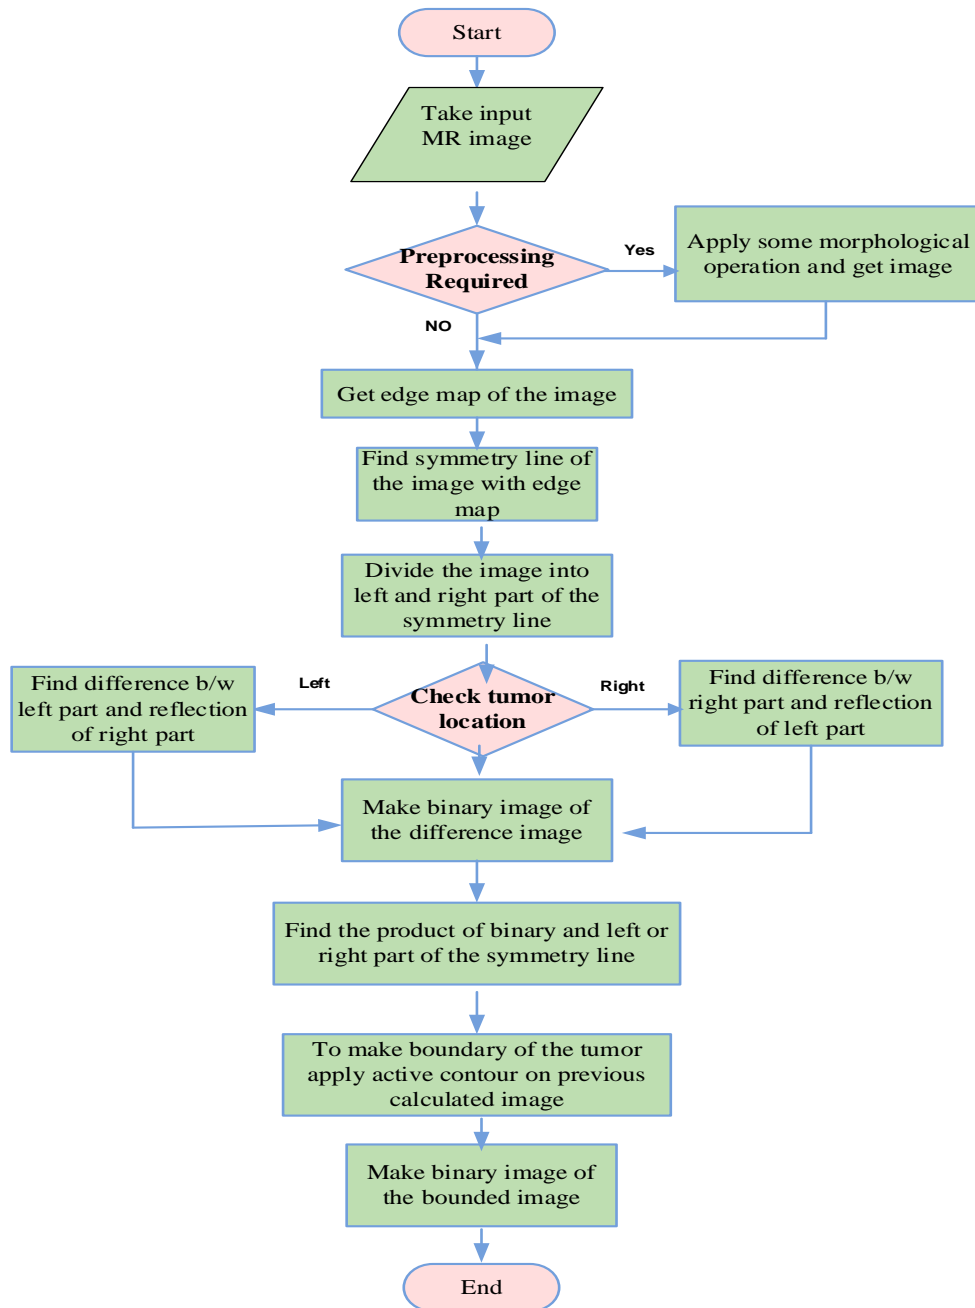 Start
Take input
MR image
Preprocessing
Required
Yes
Apply some morphological
operation and get image
NO
Get edge map of the image
Find symmetry line of
the image with edge
map
Divide the image into
left and right part of the
symmetry line
Find difference b/w
left part and reflection
of right part
Left
Check tumor
location
Right
Find difference b/w
right part and reflection
of left part
Make binary image of
the difference image
Find the product of binary and left or
right part of the symmetry line
To make boundary of the tumor
apply active contour on previous
calculated image
Make binary image of
the bounded image
End